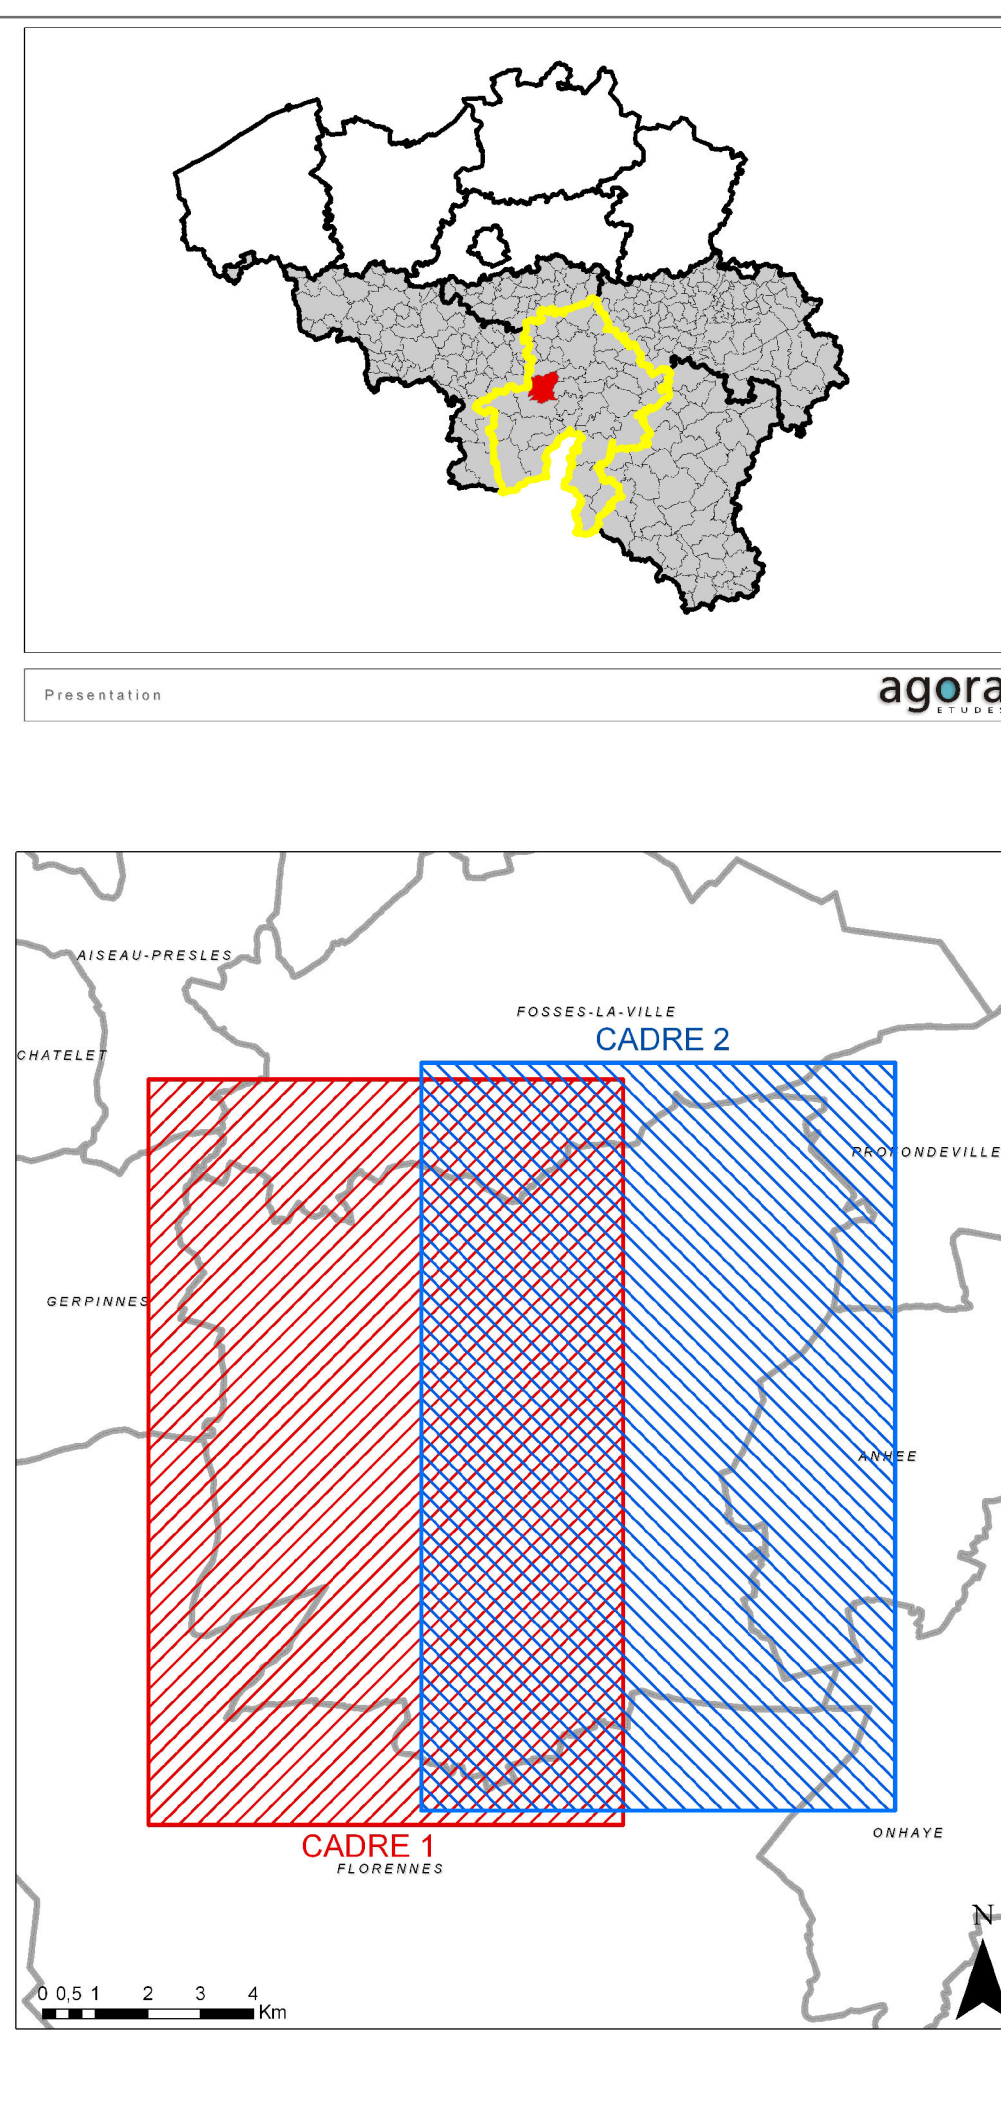 Presentation
agora
ETUDES
AISEAU-PRESLES
FOSSES-LA-VILLE
CADRE 2
CHATELET
PROFONDEVILLE
GERPINNES
ANHEE
ONHAYE
CADRE 1
FLORENNES
N
0 0,5 1 2 3 4
Km